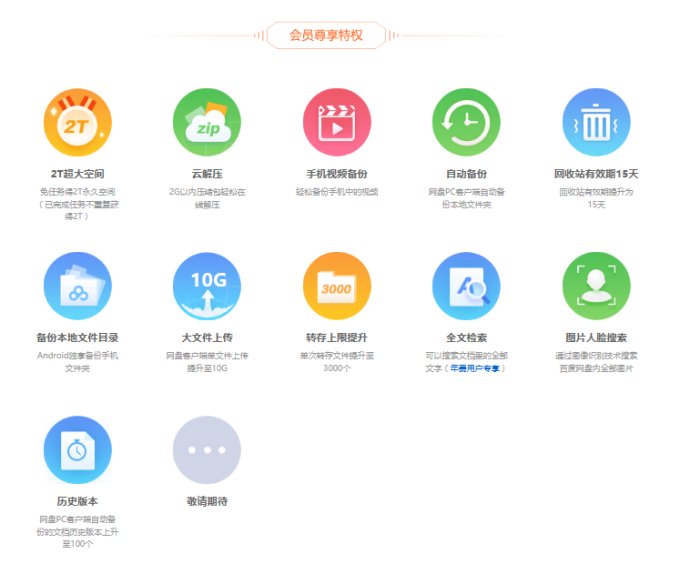 会员尊享特权
2T
zip
2T超大空间
云解压
手机视频备份
自动备份
回收站有效期15天
免任务得2T永久空间
（已完成任务不重复获
得2T）
2G以内压缩包轻松在
线解压
轻松备份手机中的视频
网盘PC客户端自动备
份本地文件夹
回收站有效期提升为
15天
10G
3000
A
备份本地文件目录
大文件上传
转存上限提升
全文检索
图片人脸搜索
Android独享备份手机
文件夹
网盘客户端单文件上传
提升至10G
单次转存文件提升至
3000个
可以搜索文档里的全部
文字（年费用户专享）
通过图像识别技术搜索
百度网盘内全部图片
历史版本
敬请期待
网盘PC客户端自动备
份的文档历史版本上升
至100个